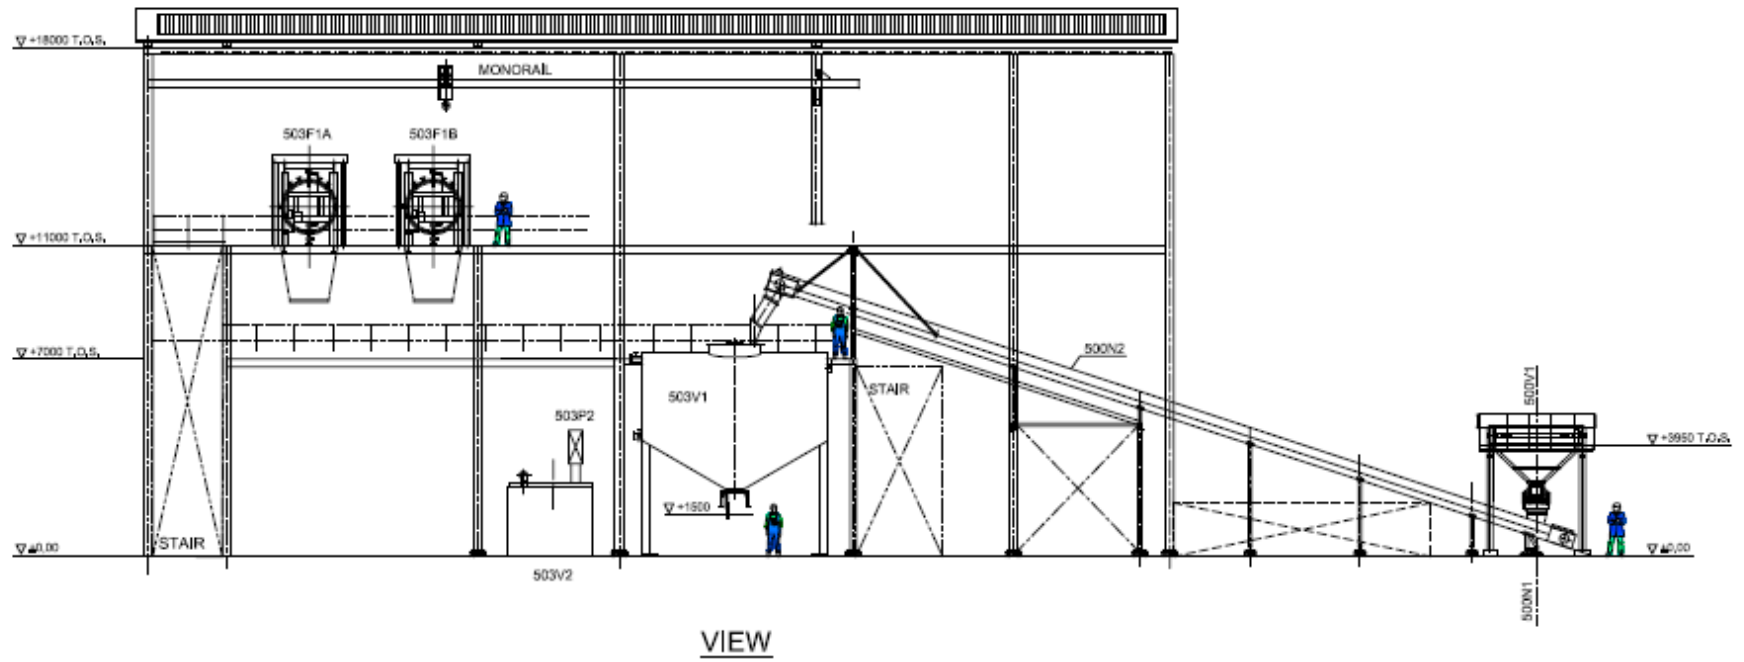 +18000 T.O.S.
MONORAIL
503F1A
503F1B
+11000 T.O.S.
+7000 T.O.S.
500N2
503V1
STAIR
500V1
503P2
+3950 T.O.S.
+1500
STAIR
±0,00
±0,00
503V2
500N1
VIEW